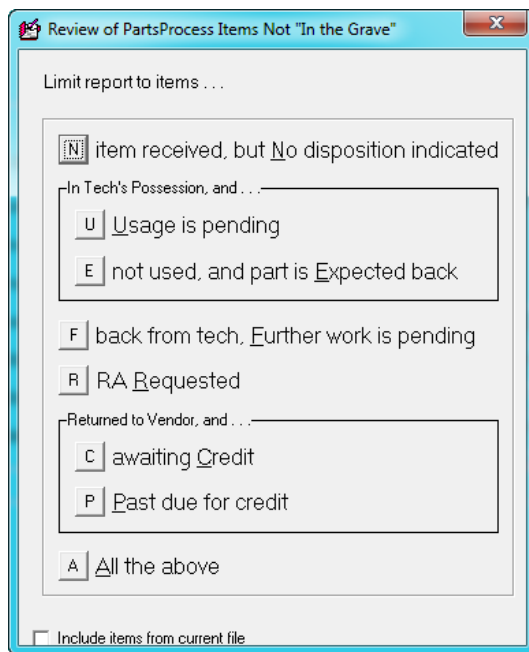 Review of PartsProcess Items Not "In the Grave"
Limit report to items . . .
N item received, but No disposition indicated
In Tech's Possession, and . . .
U Usage is pending
E not used, and part is Expected back
F back from tech, Further work is pending
R RA Requested
Returned to Vendor, and . . .
C awaiting Credit
P Past due for credit
A All the above
Include items from current file